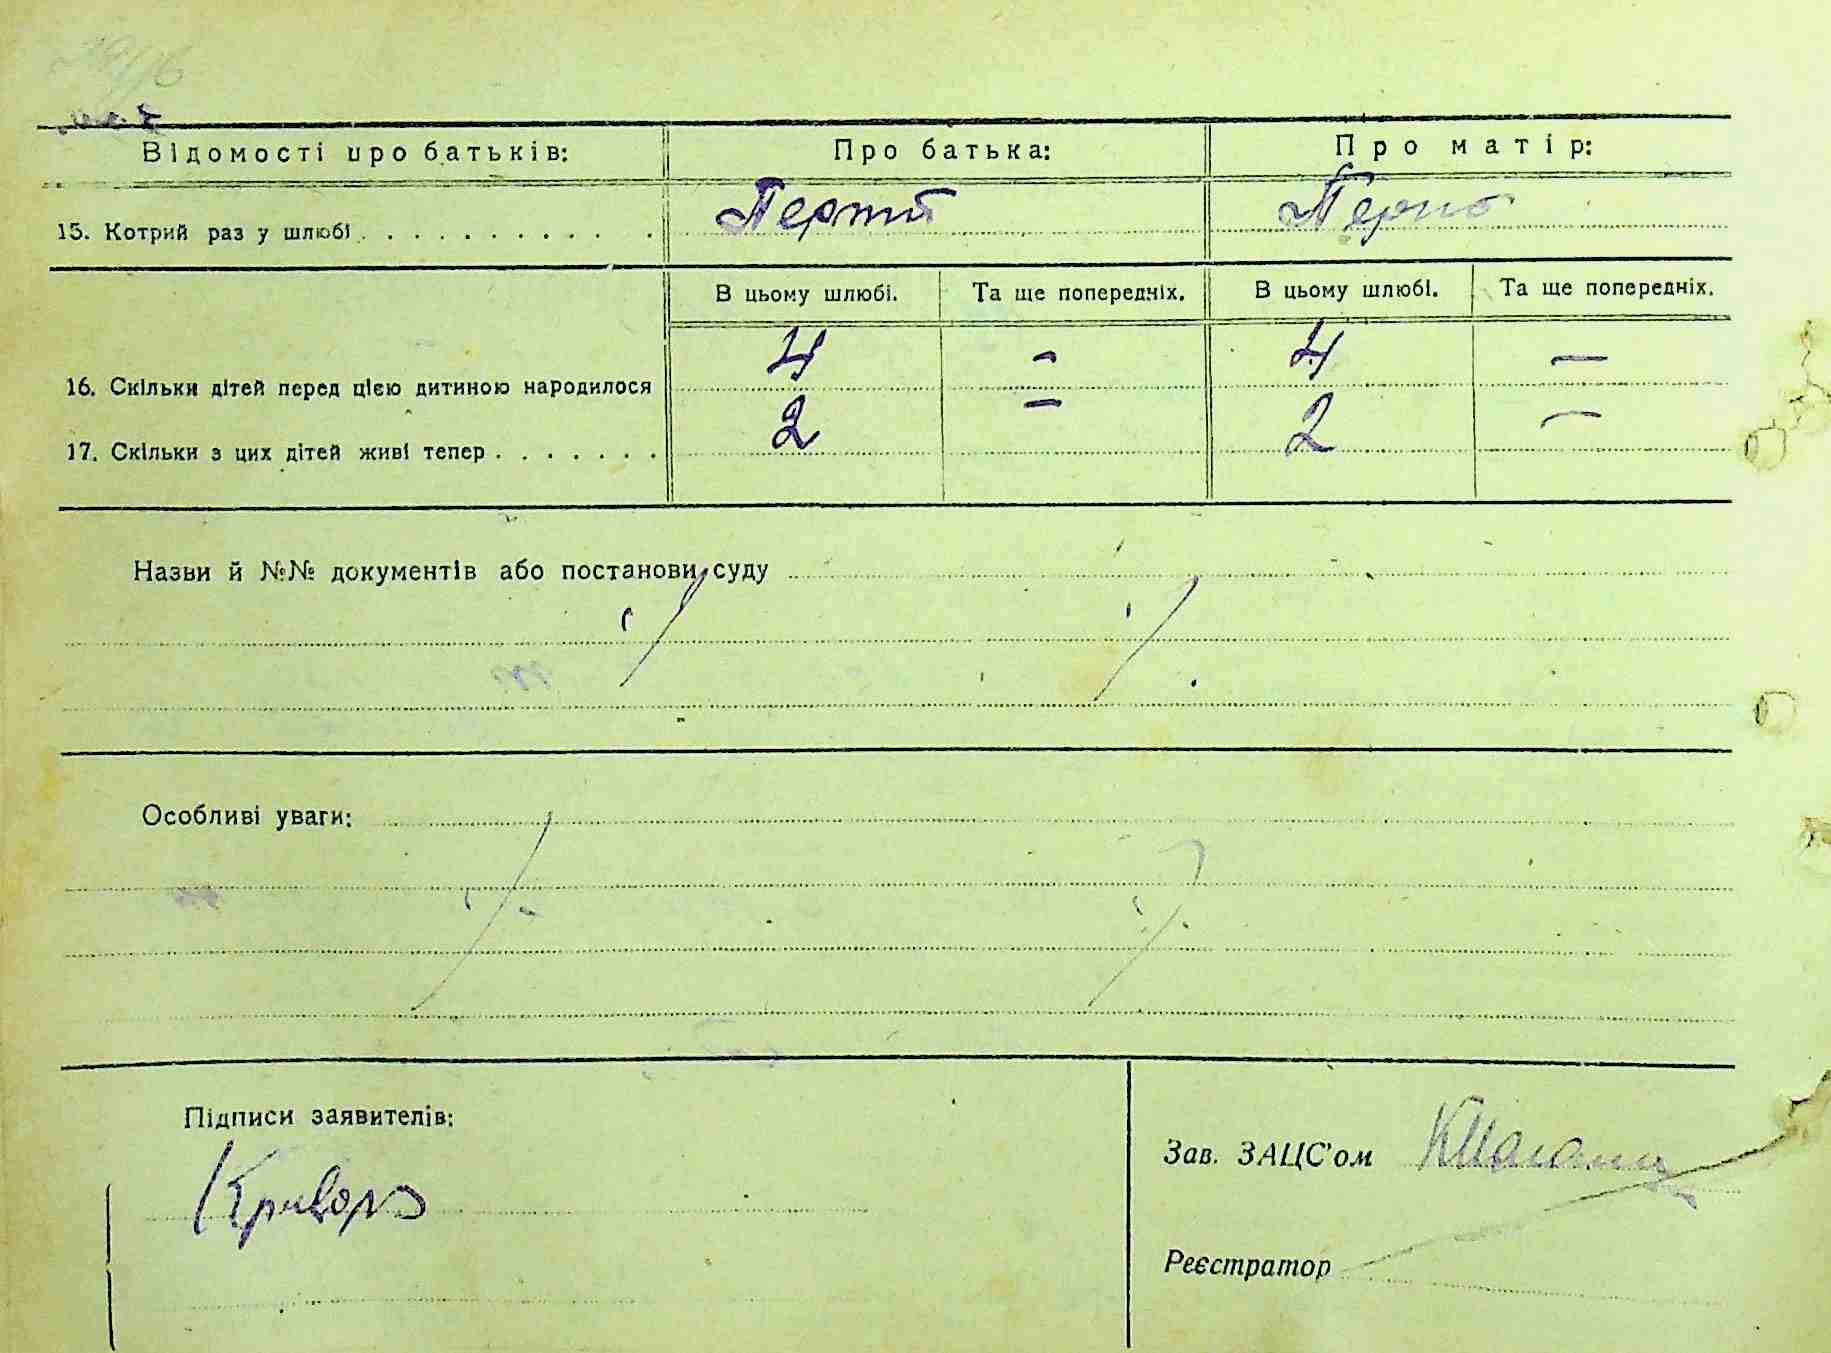 Відомості про батьків: Про батька: Про матір:
15. Котрий раз у шлюбі . . . . . . . . . . . . Перший
В цьому шлюбі. Та ще попередніх. В цьому шлюбі. Та ще попередніх.
16. Скільки дітей перед цією дитиною народилося 4 – 4 –
17. Скільки з цих дітей живі тепер . . . . . . . 2 – 2 –
Назви й №№ документів або постанови суду
Особливі уваги:
Підписи заявителів:
Зав. ЗАЦС'ом
Реєстратор